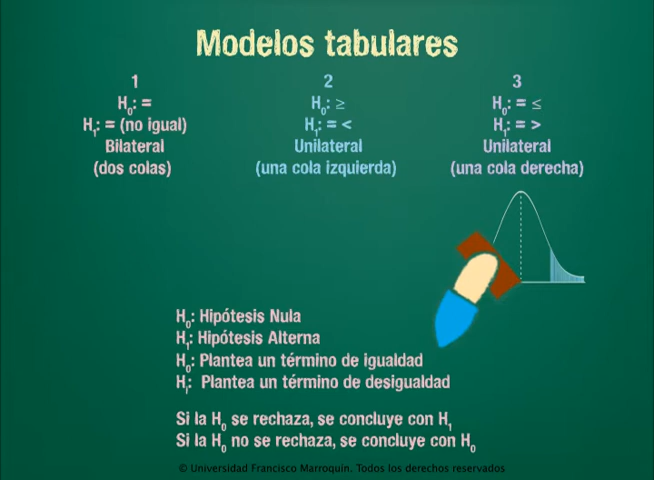 Modelos tabulares
1
H₀: =
H₁: = (no igual)
Bilateral
(dos colas)
2
H₀: ≥
H₁: = <
Unilateral
(una cola izquierda)
3
H₀: = ≤
H₁: = >
Unilateral
(una cola derecha)
H₀: Hipótesis Nula
H₁: Hipótesis Alterna
H₀: Plantea un término de igualdad
H₁: Plantea un término de desigualdad
Si la H₀ se rechaza, se concluye con H₁
Si la H₀ no se rechaza, se concluye con H₀
© Universidad Francisco Marroquín. Todos los derechos reservados